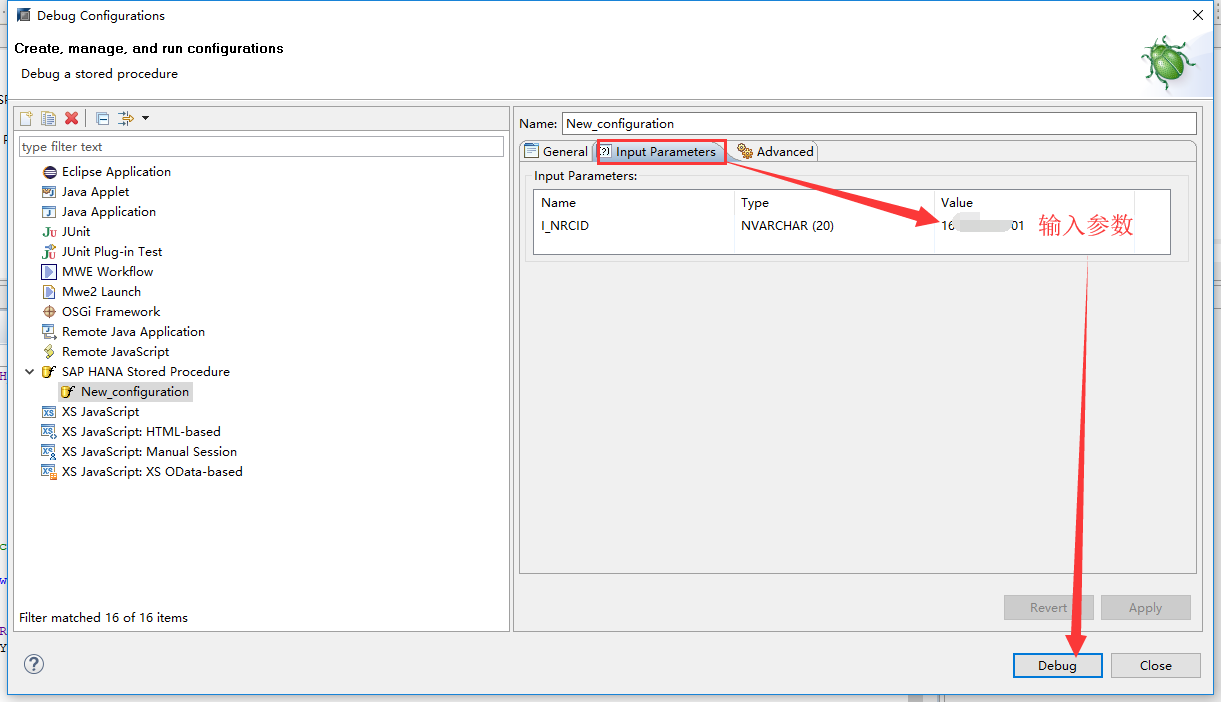 Debug Configurations
Create, manage, and run configurations
Debug a stored procedure
type filter text
Eclipse Application
Java Applet
Java Application
JUnit
JUnit Plug-in Test
MWE Workflow
Mwe2 Launch
OSGi Framework
Remote Java Application
Remote JavaScript
SAP HANA Stored Procedure
New_configuration
XS JavaScript
XS JavaScript: HTML-based
XS JavaScript: Manual Session
XS JavaScript: XS OData-based
Filter matched 16 of 16 items
Name: New_configuration
General Input Parameters Advanced
Input Parameters:
Name Type Value
I_NRCID NVARCHAR (20) 16 01 输入参数
Revert Apply
Debug Close